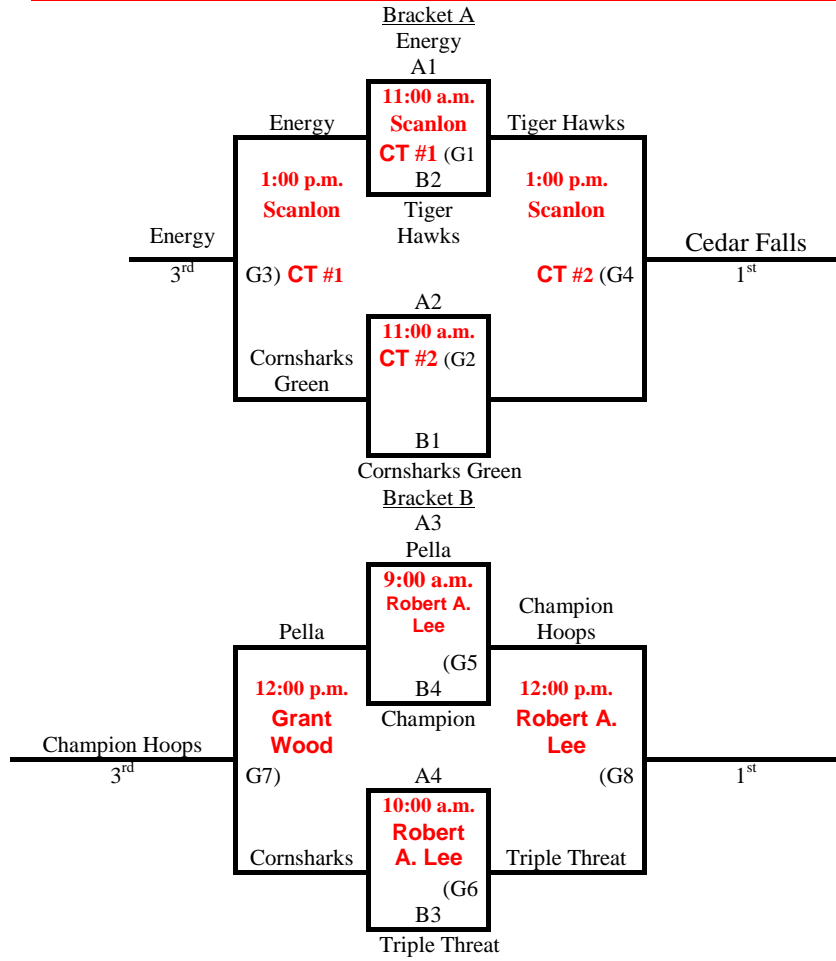 Bracket A
Energy
A1
11:00 a.m.
Energy
Scanlon
Tiger Hawks
CT #1 (G1
B2
1:00 p.m.
1:00 p.m.
Scanlon
Tiger
Hawks
Scanlon
Energy
Cedar Falls
3rd
G3) CT #1
CT #2 (G4
1st
A2
11:00 a.m.
Cornsharks
Green
CT #2 (G2
B1
Cornsharks Green
Bracket B
A3
Pella
9:00 a.m.
Robert A.
Lee
Champion
Hoops
Pella
(G5
B4
12:00 p.m.
12:00 p.m.
Champion
Grant
Wood
Robert A.
Lee
Champion Hoops
3rd
G7)
A4
(G8
1st
10:00 a.m.
Robert
A. Lee
Cornsharks
Triple Threat
(G6
B3
Triple Threat